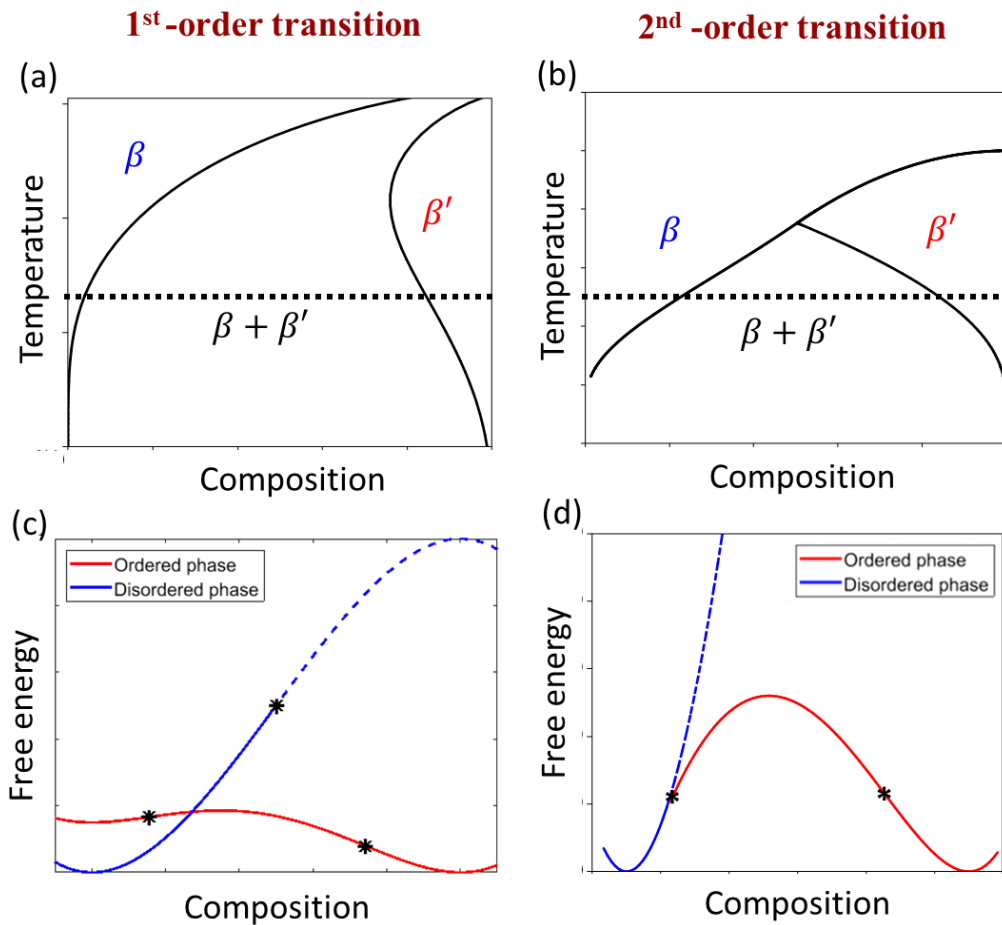 1st -order transition
2nd -order transition
(a)
(b)
β
β′
β + β′
Temperature
Composition
β
β′
β + β′
Temperature
Composition
(c)
(d)
Ordered phase
Disordered phase
Free energy
Composition
Ordered phase
Disordered phase
Free energy
Composition